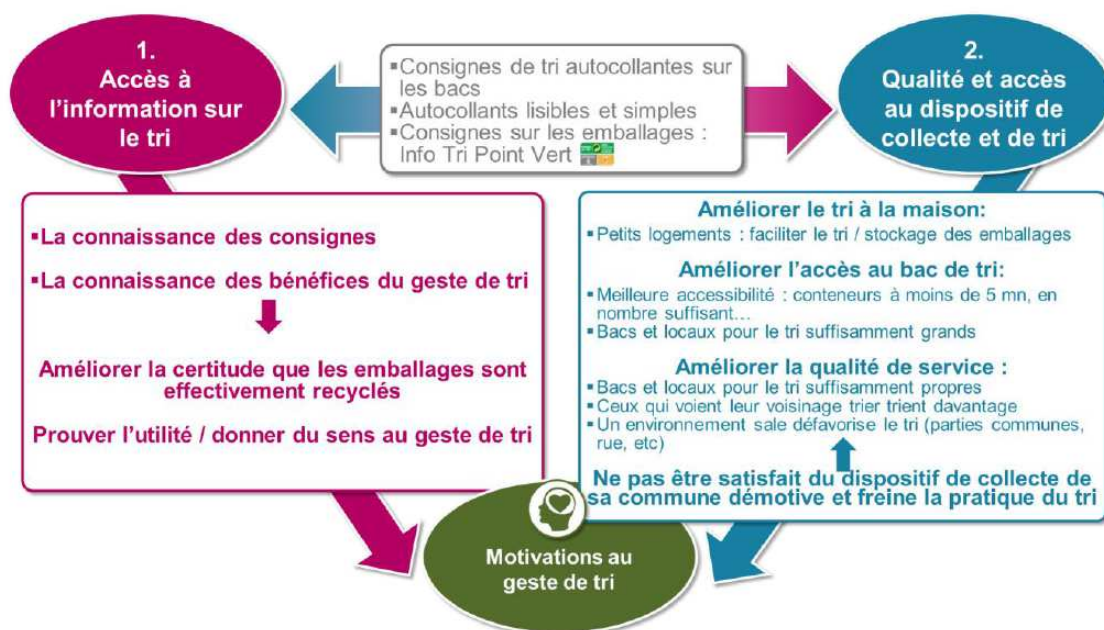 1.
Accès à
l'information sur
le tri
▪Consignes de tri autocollantes sur
les bacs
▪Autocollants lisibles et simples
▪Consignes sur les emballages :
Info Tri Point Vert
2.
Qualité et accès
au dispositif de
collecte et de tri
▪La connaissance des consignes
▪La connaissance des bénéfices du geste de tri
Améliorer la certitude que les emballages sont
effectivement recyclés
Prouver l'utilité / donner du sens au geste de tri
Améliorer le tri à la maison:
▪Petits logements : faciliter le tri / stockage des emballages
Améliorer l'accès au bac de tri:
▪Meilleure accessibilité : conteneurs à moins de 5 mn, en
nombre suffisant…
▪Bacs et locaux pour le tri suffisamment grands
Améliorer la qualité de service :
▪Bacs et locaux pour le tri suffisamment propres
▪Ceux qui voient leur voisinage trier trient davantage
▪Un environnement sale défavorise le tri (parties communes,
rue, etc)
Ne pas être satisfait du dispositif de collecte de
sa commune démotive et freine la pratique du tri
Motivations au
geste de tri